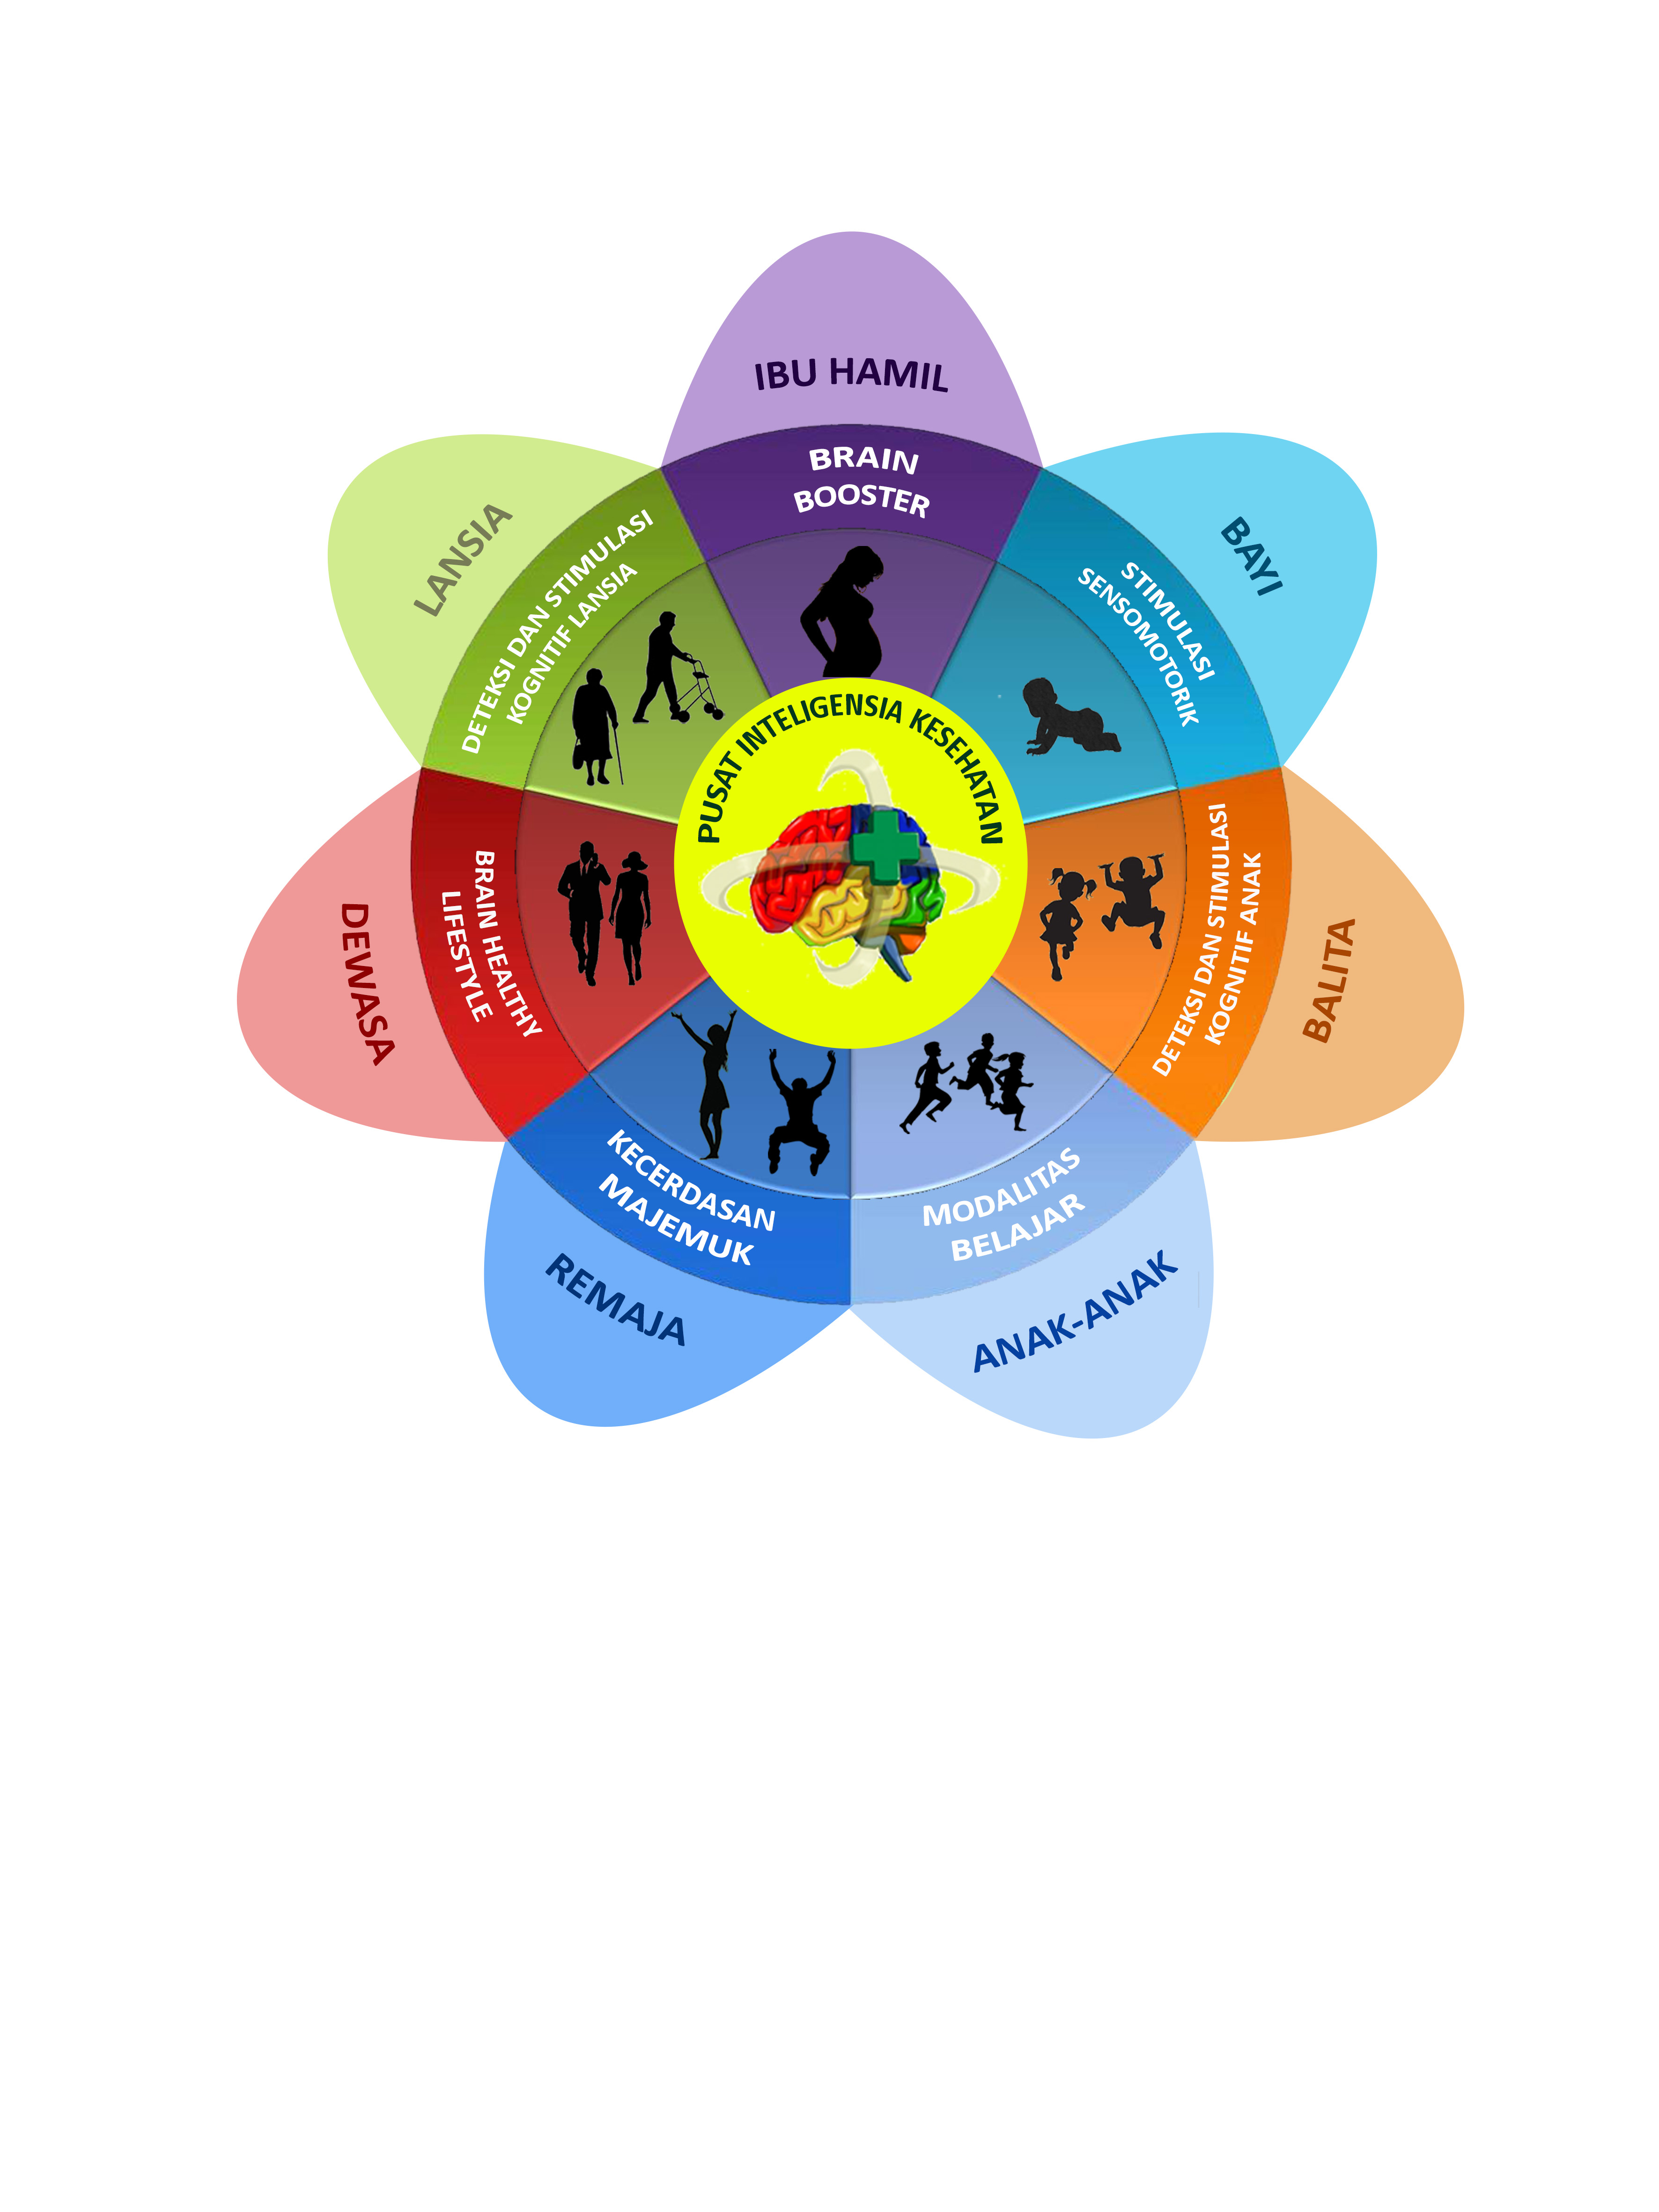 IBU HAMIL
BRAIN
BOOSTER
BAYI
STIMULASI
SENSOMOTORIK
BALITA
DETEKSI DAN STIMULASI
KOGNITIF ANAK
ANAK-ANAK
MODALITAS
BELAJAR
REMAJA
KECERDASAN
MAJEMUK
DEWASA
BRAIN HEALTHY
LIFESTYLE
LANSIA
DETEKSI DAN STIMULASI
KOGNITIF LANSIA
PUSAT INTELIGENSIA KESEHATAN